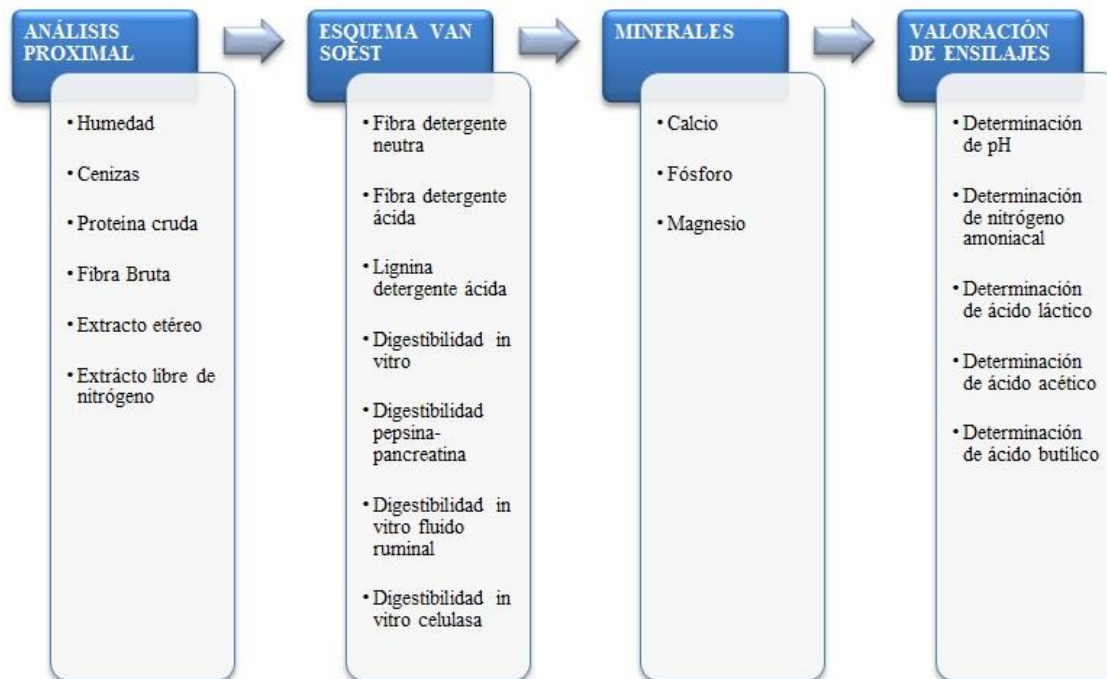 ANÁLISIS
PROXIMAL
• Humedad
• Cenizas
• Proteina cruda
• Fibra Bruta
• Extracto etéreo
• Extrácto libre de
nitrógeno
ESQUEMA VAN
SOEST
• Fibra detergente
neutra
• Fibra detergente
ácida
• Lignina
detergente ácida
• Digestibilidad in
vitro
• Digestibilidad
pepsina-
pancreatina
• Digestibilidad in
vitro fluido
ruminal
• Digestibilidad in
vitro celulasa
MINERALES
• Calcio
• Fósforo
• Magnesio
VALORACIÓN
DE ENSILAJES
• Determinación
de pH
• Determinación
de nitrógeno
amoniacal
• Determinación
de ácido láctico
• Determinación
de ácido acético
• Determinación
de ácido butilico